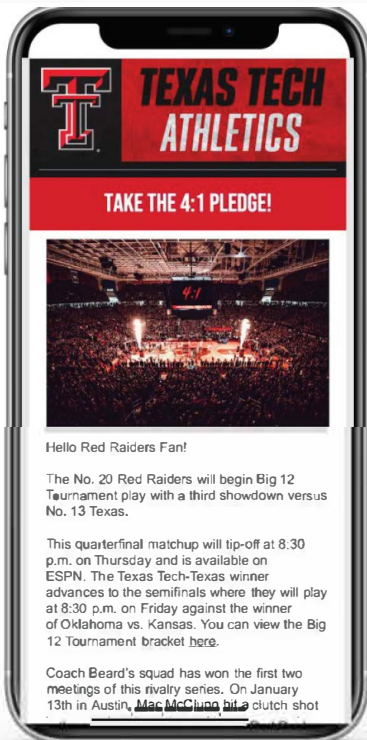 TEXAS TECH
ATHLETICS
TAKE THE 4:1 PLEDGE!
4:1
Hello Red Raiders Fan!
The No. 20 Red Raiders will begin Big 12
Tournament play with a third showdown versus
No. 13 Texas.
This quarterfinal matchup will tip-off at 8:30
p.m. on Thursday and is available on
ESPN. The Texas Tech-Texas winner
advances to the semifinals where they will play
at 8:30 p.m. on Friday against the winner
of Oklahoma vs. Kansas. You can view the Big
12 Tournament bracket here.
Coach Beard's squad has won the first two
meetings of this rivalry series. On January
13th in Austin, Mac McClung hit a clutch shot